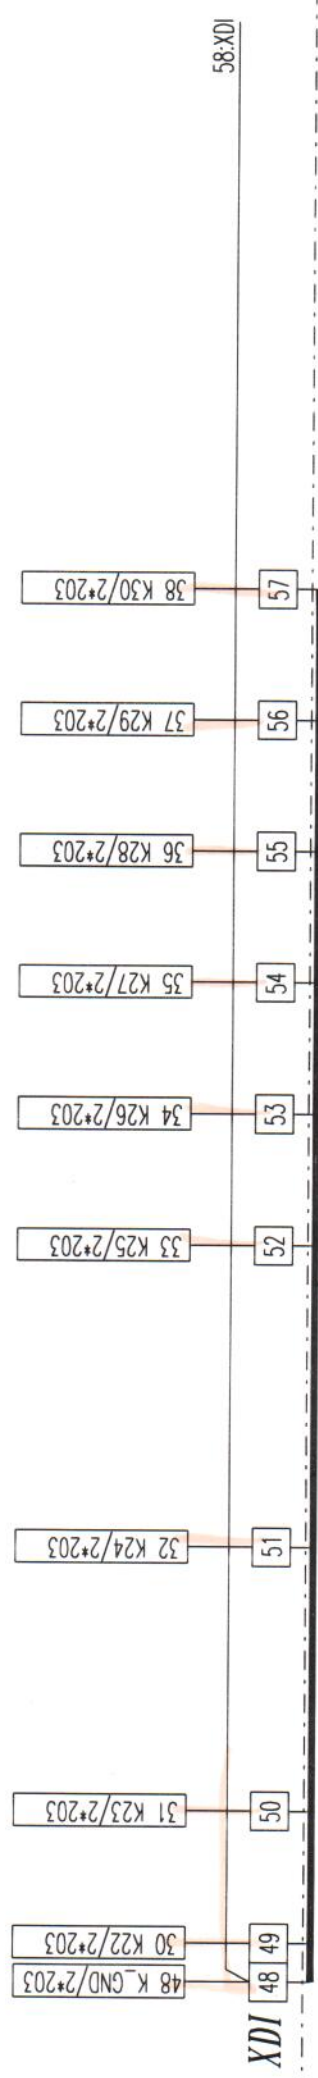 58:XDI
38 K30/2*203
57
37 K29/2*203
56
36 K28/2*203
55
35 K27/2*203
54
34 K26/2*203
53
33 K25/2*203
52
32 K24/2*203
51
31 K23/2*203
50
30 K22/2*203
49
48 K_GND/2*203
48
XDI